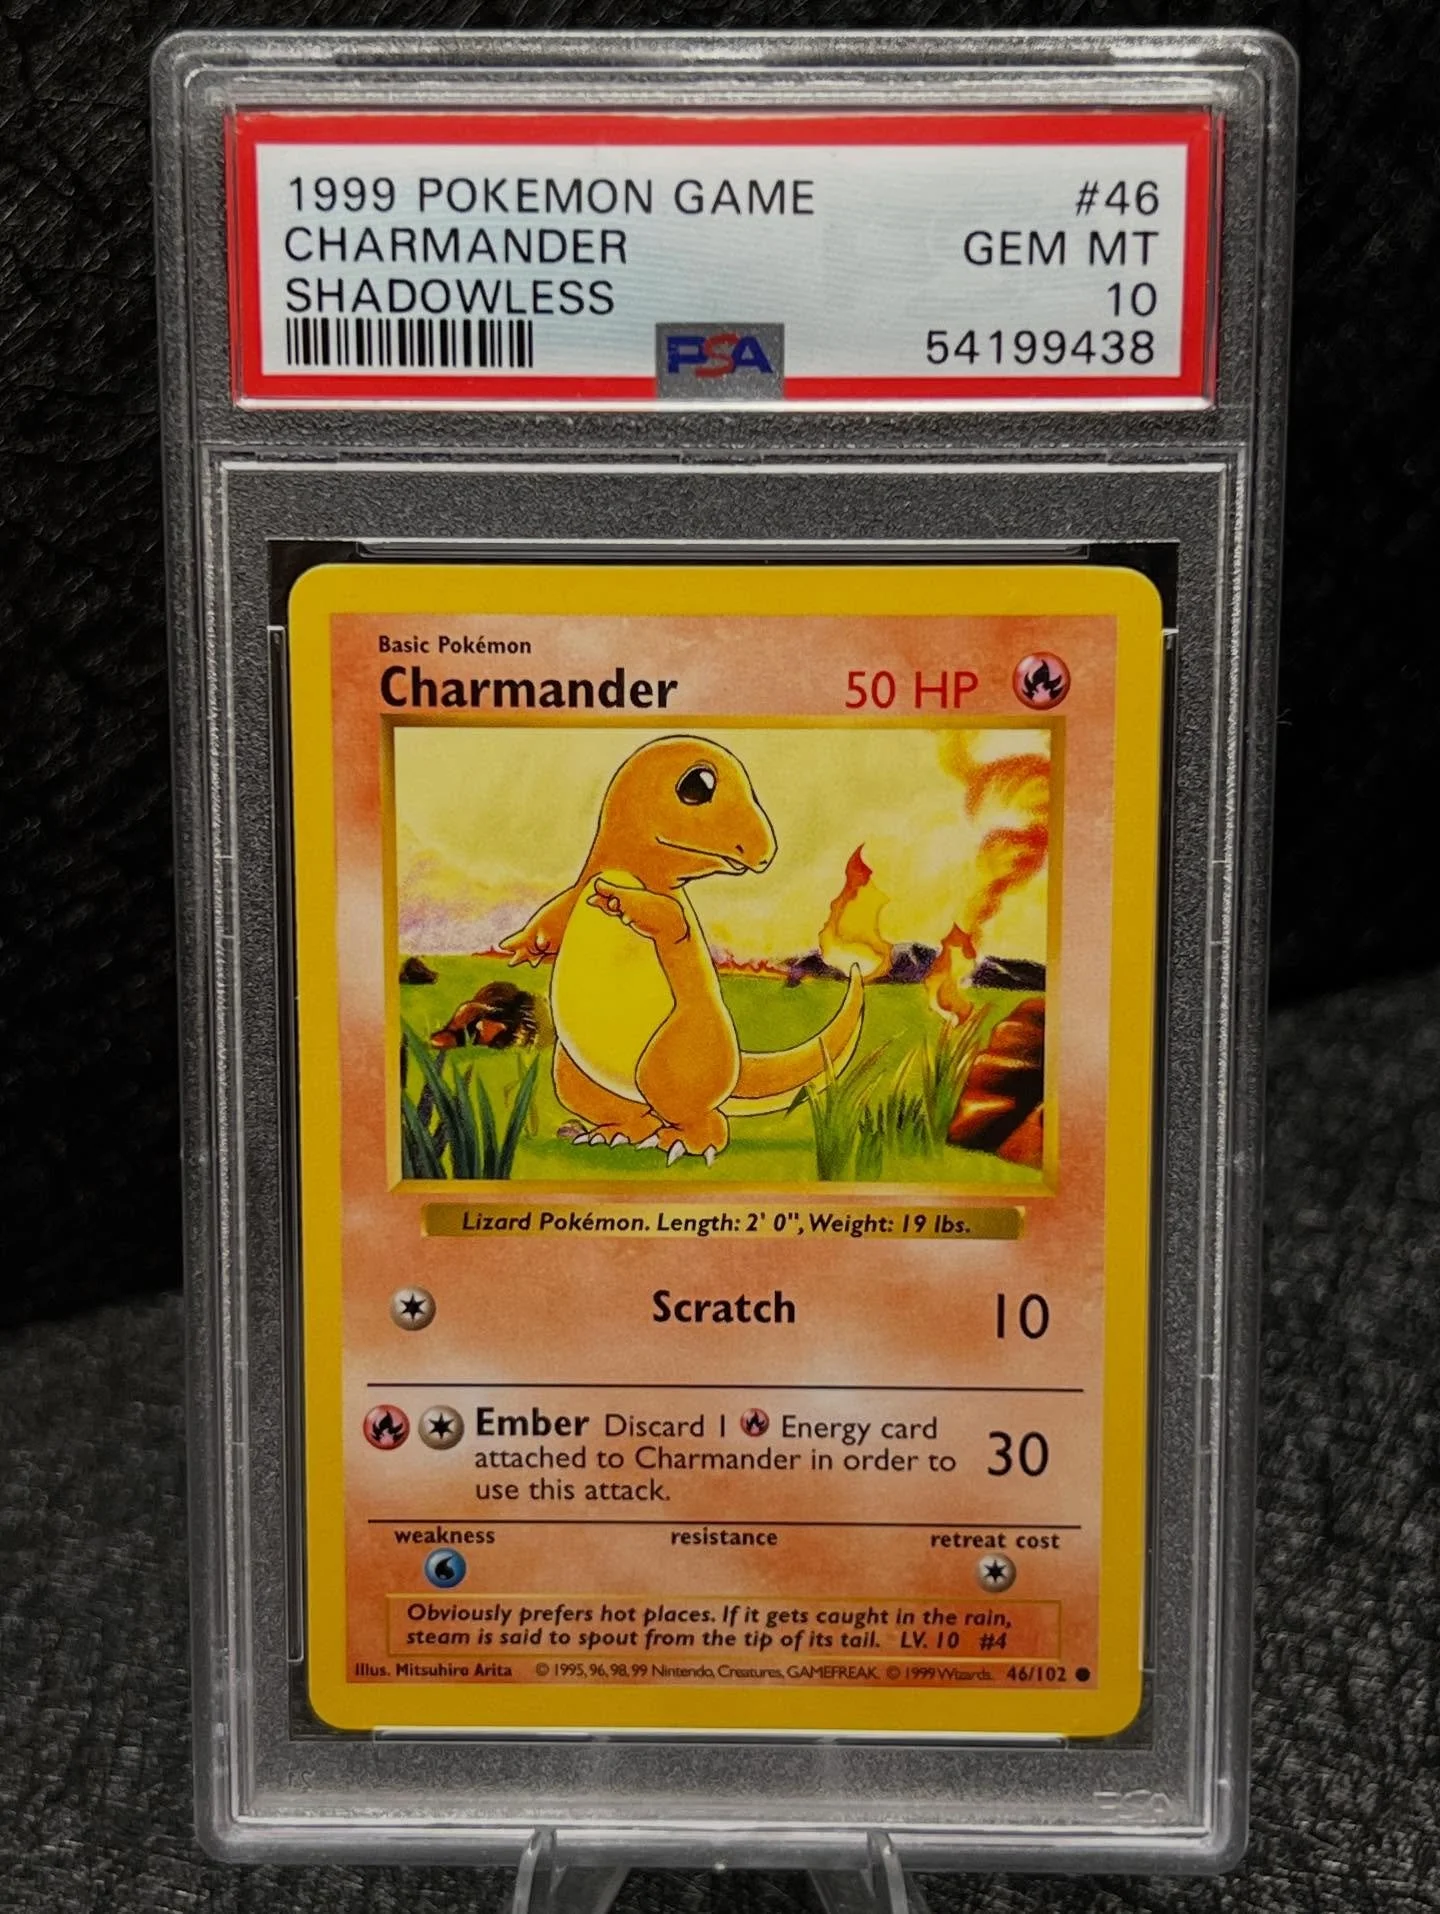 1999 POKEMON GAME #46
CHARMANDER GEM MT
SHADOWLESS 10
PSA 54199438
Basic Pokémon
Charmander 50 HP
Lizard Pokémon. Length: 2' 0", Weight: 19 lbs.
Scratch 10
Ember Discard 1 Energy card
attached to Charmander in order to 30
use this attack.
weakness resistance retreat cost
Obviously prefers hot places. If it gets caught in the rain,
steam is said to spout from the tip of its tail. LV. 10 #4
Illus. Mitsuhiro Arita © 1995, 96, 98, 99 Nintendo, Creatures, GAMEFREAK. © 1999 Wizards. 46/102
PSA